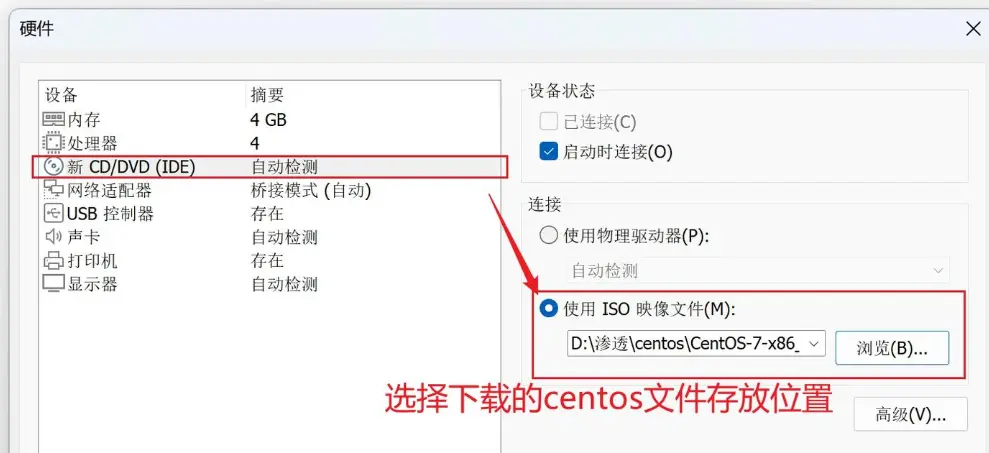 硬件
设备 摘要
内存 4 GB
处理器 4
新 CD/DVD (IDE) 自动检测
网络适配器 桥接模式 (自动)
USB 控制器 存在
声卡 自动检测
打印机 存在
显示器 自动检测
设备状态
已连接(C)
启动时连接(O)
连接
使用物理驱动器(P):
自动检测
使用 ISO 映像文件(M):
D:\渗透\centos\CentOS-7-x86_ 浏览(B)...
选择下载的centos文件存放位置
高级(V)...